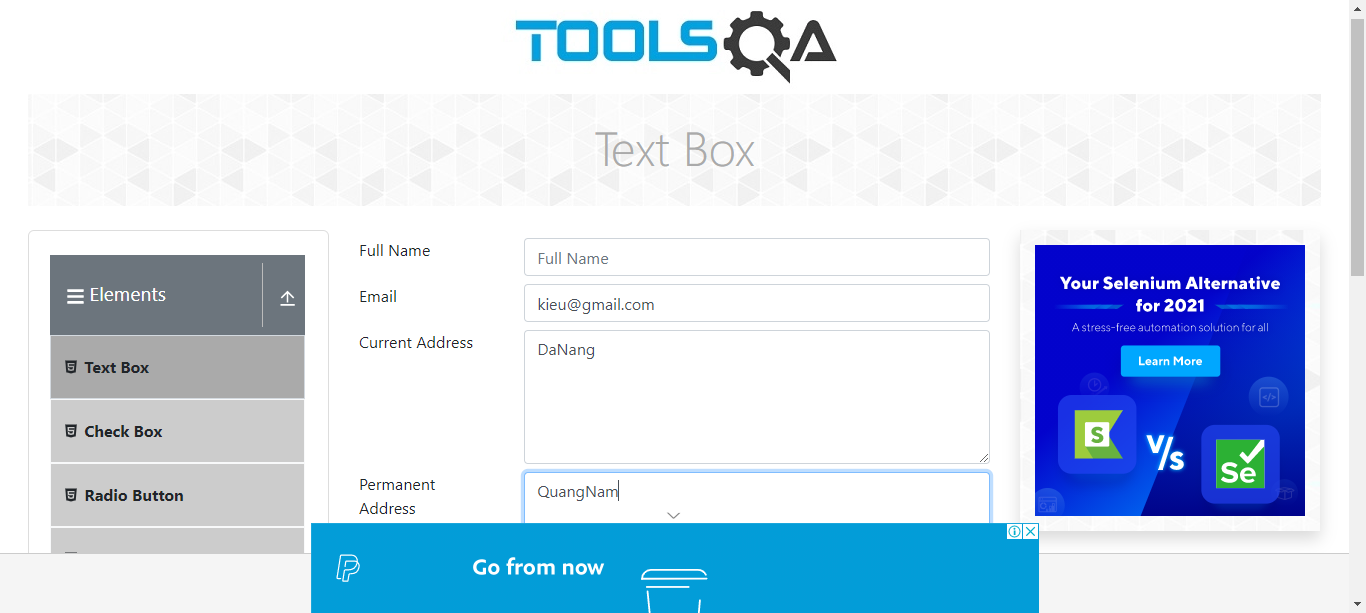 TOOLSQA
Text Box
Elements
Text Box
Check Box
Radio Button
Full Name
Full Name
Email
kieu@gmail.com
Current Address
DaNang
Permanent
Address
QuangNam
Your Selenium Alternative
for 2021
A stress-free automation solution for all
Learn More
S
V/s
Se
Go from now